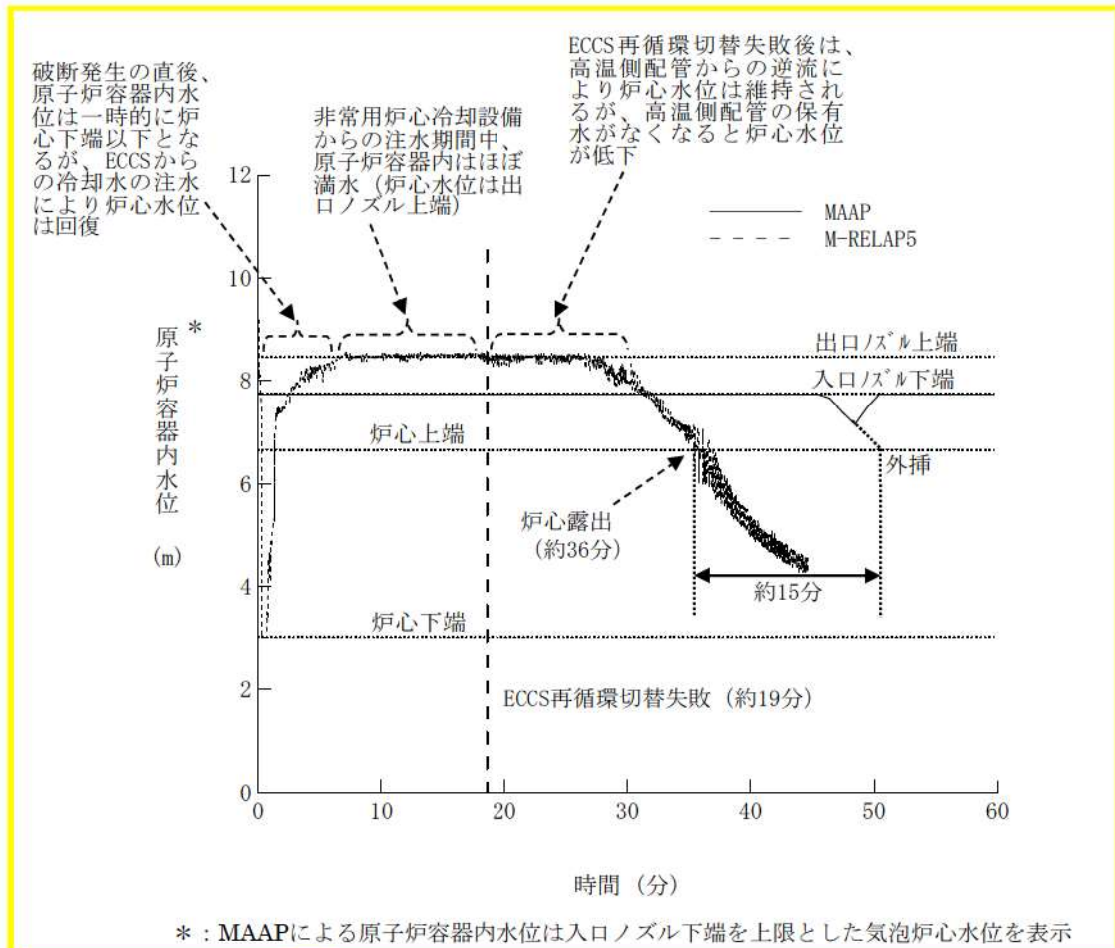 破断発生の直後、
原子炉容器内水
位は一時的に炉
心下端以下とな
るが、ECCSから
の冷却水の注水
により炉心水位
は回復
非常用炉心冷却設備
からの注水期間中、
原子炉容器内はほぼ
満水（炉心水位は出
口ノズル上端）
ECCS再循環切替失敗後は、
高温側配管からの逆流に
より炉心水位は維持され
るが、高温側配管の保有
水がなくなると炉心水位
が低下
MAAP
M-RELAP5
12
10
8
6
4
2
0
原子炉容器内水位 (m)
*
出口ノズル上端
入口ノズル下端
炉心上端
外挿
炉心露出
（約36分）
約15分
炉心下端
ECCS再循環切替失敗（約19分）
0 10 20 30 40 50 60
時間（分）
*：MAAPによる原子炉容器内水位は入口ノズル下端を上限とした気泡炉心水位を表示